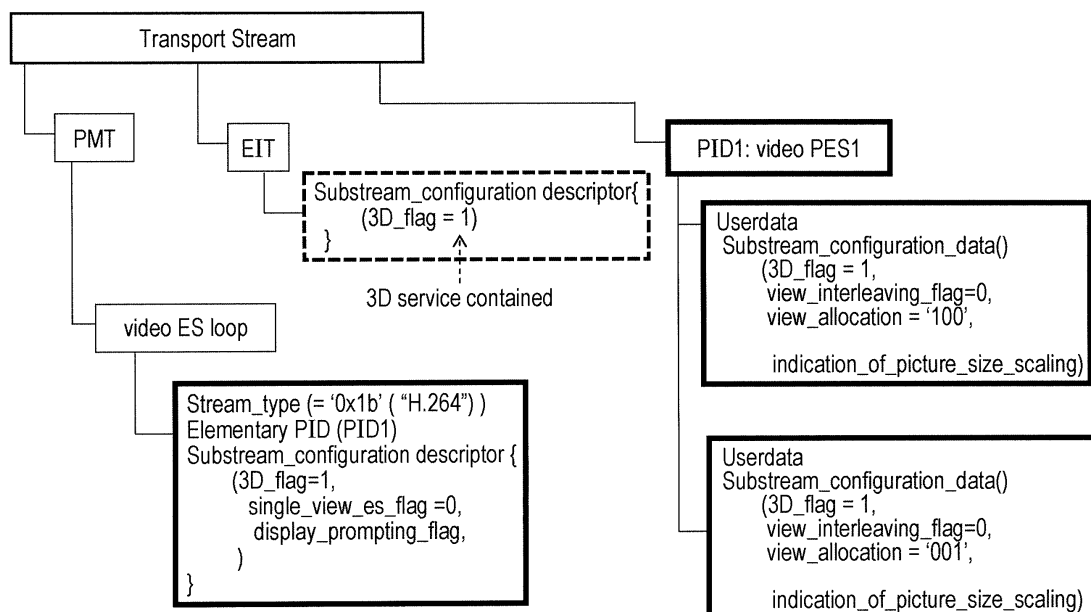 Transport Stream
PMT
EIT
Substream_configuration descriptor{
(3D_flag = 1)
}
3D service contained
video ES loop
Stream_type (= ‘0x1b’ ( “H.264”) )
Elementary PID (PID1)
Substream_configuration descriptor {
(3D_flag=1,
single_view_es_flag =0,
display_prompting_flag,
)
}
PID1: video PES1
Userdata
Substream_configuration_data()
(3D_flag = 1,
view_interleaving_flag=0,
view_allocation = ‘100’,
indication_of_picture_size_scaling)
Userdata
Substream_configuration_data()
(3D_flag = 1,
view_interleaving_flag=0,
view_allocation = ‘001’,
indication_of_picture_size_scaling)